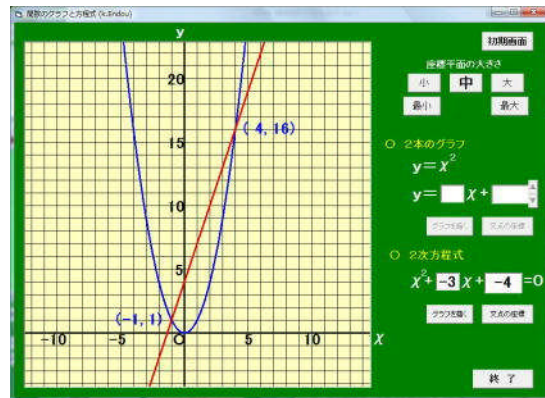 関数のグラフと方程式 (k.Endou)
初期画面
座標平面の大きさ
小 中 大
最小 最大
○ 2本のグラフ
y=x²
y= x+
グラフを描く 交点の座標
○ 2次方程式
x²+ -3 x+ -4 =0
グラフを描く 交点の座標
終 了
y
20
15
10
5
(4,16)
(-1,1)
-10 -5 O 5 10 x